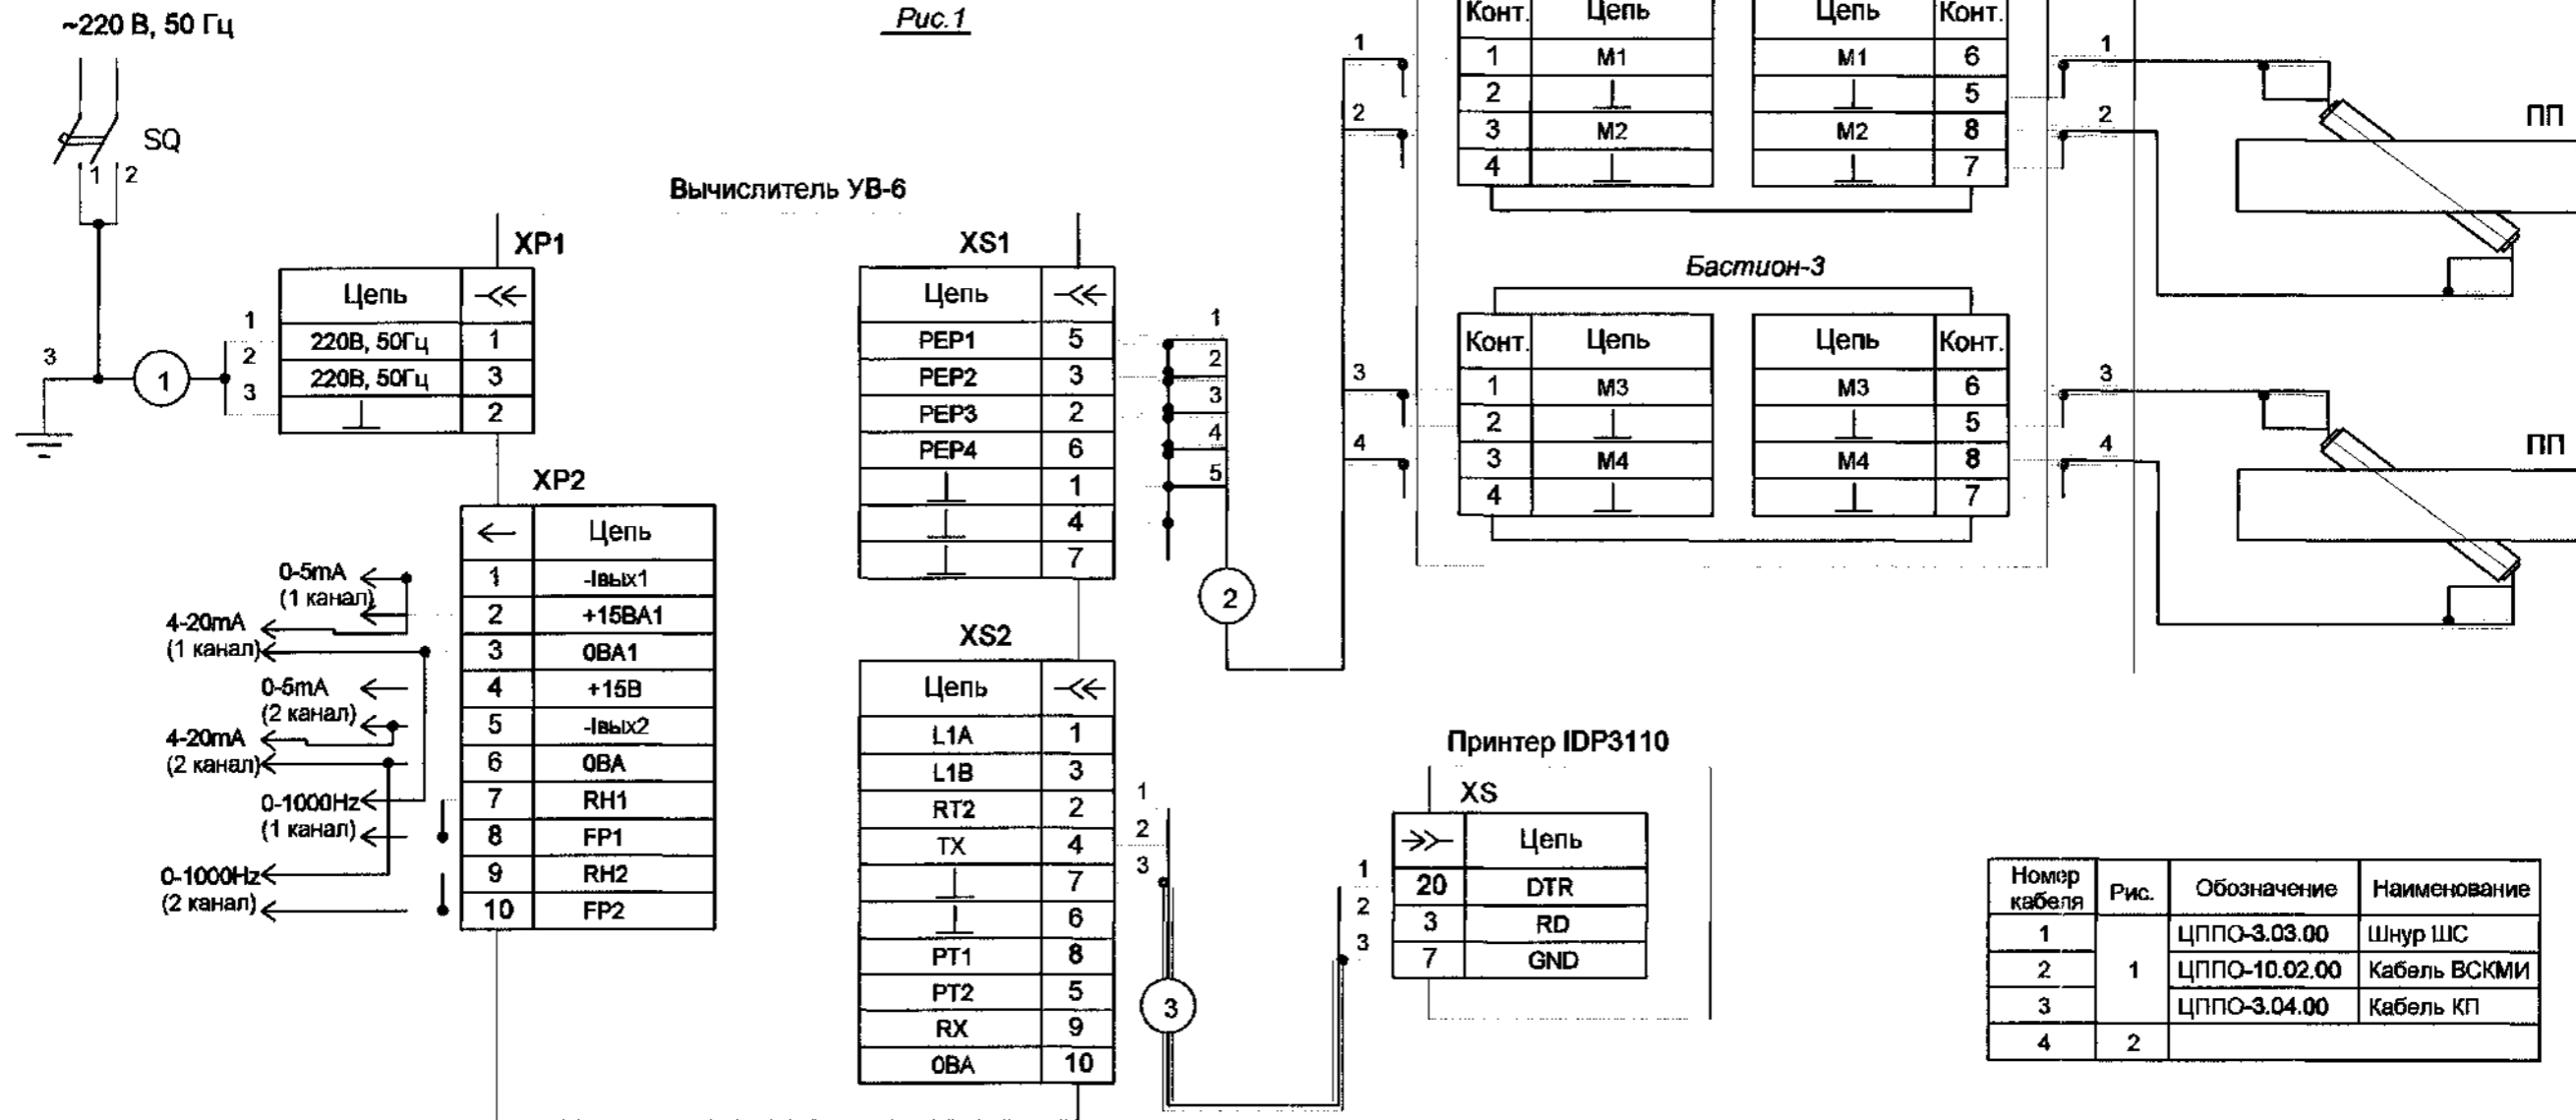 ~220 В, 50 Гц
Рис.1
SQ
1 2
3
1
1
2
3
Вычислитель УВ-6
XP1
Цепь
220В, 50Гц 1
220В, 50Гц 3
2
XP2
Цепь
1 -Iвых1
2 +15ВА1
3 0ВА1
4 +15В
5 -Iвых2
6 0ВА
7 RH1
8 FP1
9 RH2
10 FP2
0-5mA
(1 канал)
4-20mA
(1 канал)
0-5mA
(2 канал)
4-20mA
(2 канал)
0-1000Hz
(1 канал)
0-1000Hz
(2 канал)
XS1
Цепь
PEP1 5
PEP2 3
PEP3 2
PEP4 6
1
4
7
1
2
3
4
5
2
XS2
Цепь
L1A 1
L1B 3
RT2 2
TX 4
7
6
PT1 8
PT2 5
RX 9
0ВА 10
1
2
3
3
Принтер IDP3110
XS
Цепь
20 DTR
3 RD
7 GND
1
2
3
1
2
3
4
Конт. Цепь Цепь Конт.
1 М1 М1 6
2 5
3 М2 М2 8
4 7
Бастион-3
Конт. Цепь Цепь Конт.
1 М3 М3 6
2 5
3 М4 М4 8
4 7
1
2
3
4
ПП
ПП
Номер кабеля Рис. Обозначение Наименование
1 1 ЦППО-3.03.00 Шнур ШС
2 ЦППО-10.02.00 Кабель ВСКМИ
3 ЦППО-3.04.00 Кабель КП
4 2